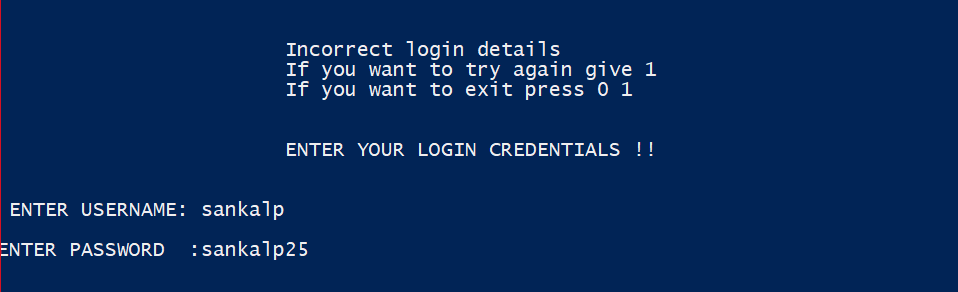 Incorrect login details
If you want to try again give 1
If you want to exit press 0 1
ENTER YOUR LOGIN CREDENTIALS !!
ENTER USERNAME: sankalp
ENTER PASSWORD  :sankalp25